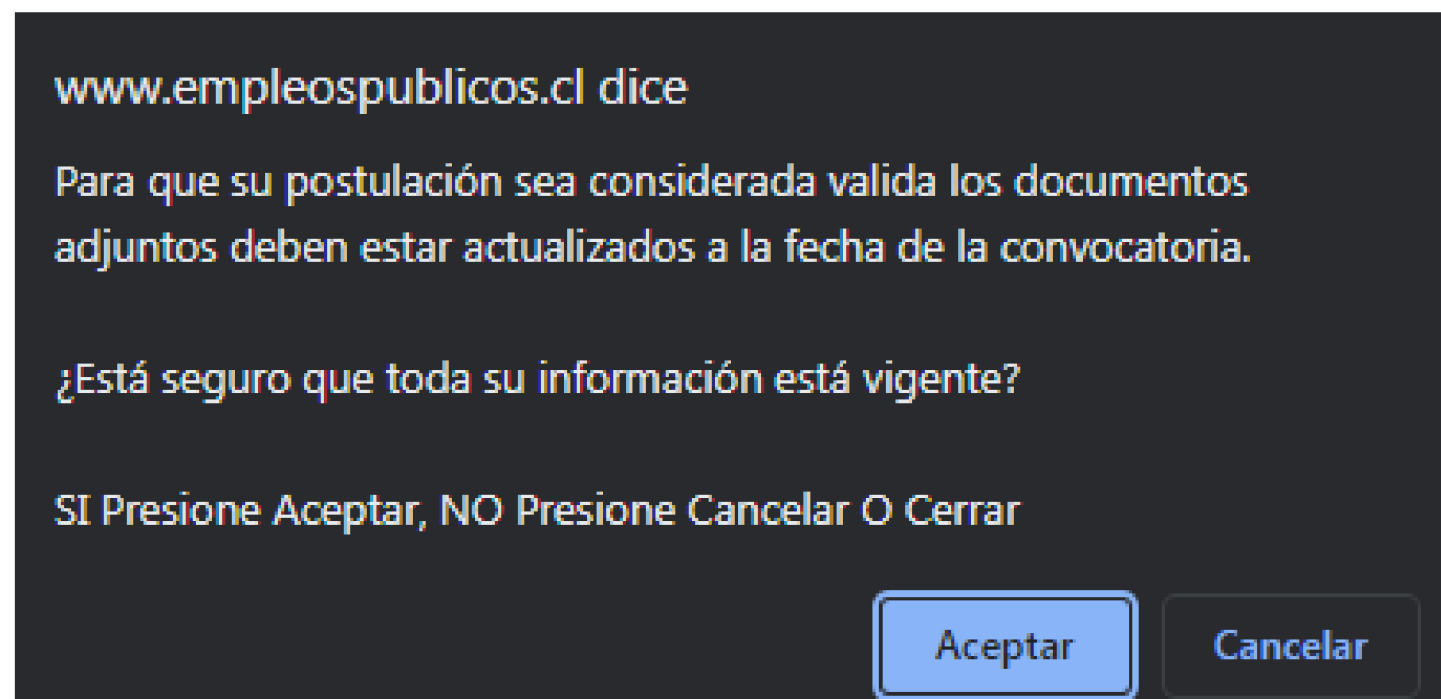 www.empleospublicos.cl dice
Para que su postulación sea considerada valida los documentos
adjuntos deben estar actualizados a la fecha de la convocatoria.
¿Está seguro que toda su información está vigente?
SI Presione Aceptar, NO Presione Cancelar O Cerrar
Aceptar
Cancelar